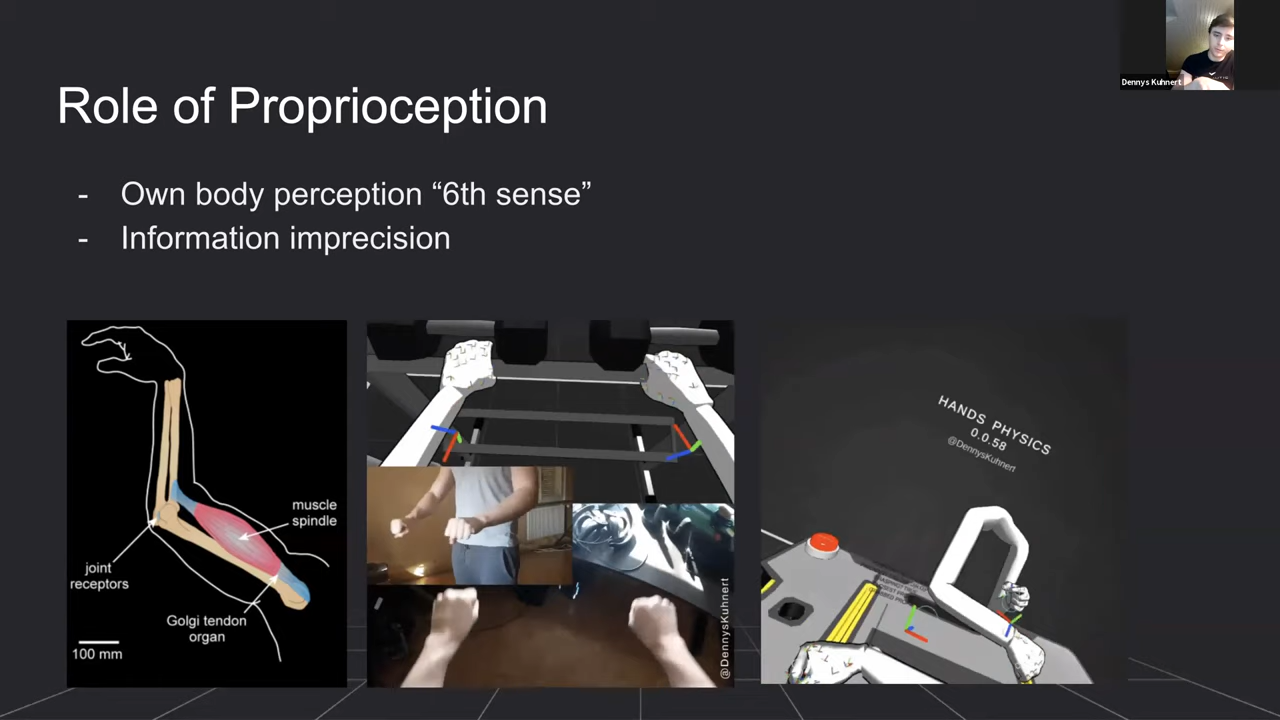 Dennys Kuhnert
Role of Proprioception
- Own body perception “6th sense”
- Information imprecision
muscle
spindle
joint
receptors
Golgi tendon
organ
100 mm
@DennysKuhnert
HANDS PHYSICS
0.0.58
@DennysKuhnert